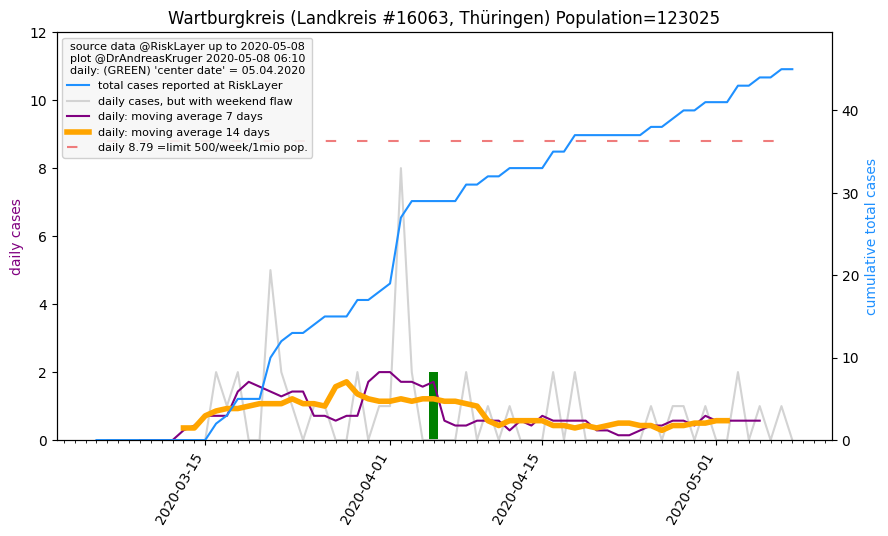 Wartburgkreis (Landkreis #16063, Thüringen) Population=123025
source data @RiskLayer up to 2020-05-08
plot @DrAndreasKruger 2020-05-08 06:10
daily: (GREEN) 'center date' = 05.04.2020
total cases reported at RiskLayer
daily cases, but with weekend flaw
daily: moving average 7 days
daily: moving average 14 days
daily 8.79 =limit 500/week/1mio pop.
daily cases
12
10
8
6
4
2
0
cumulative total cases
40
30
20
10
0
2020-03-15
2020-04-01
2020-04-15
2020-05-01